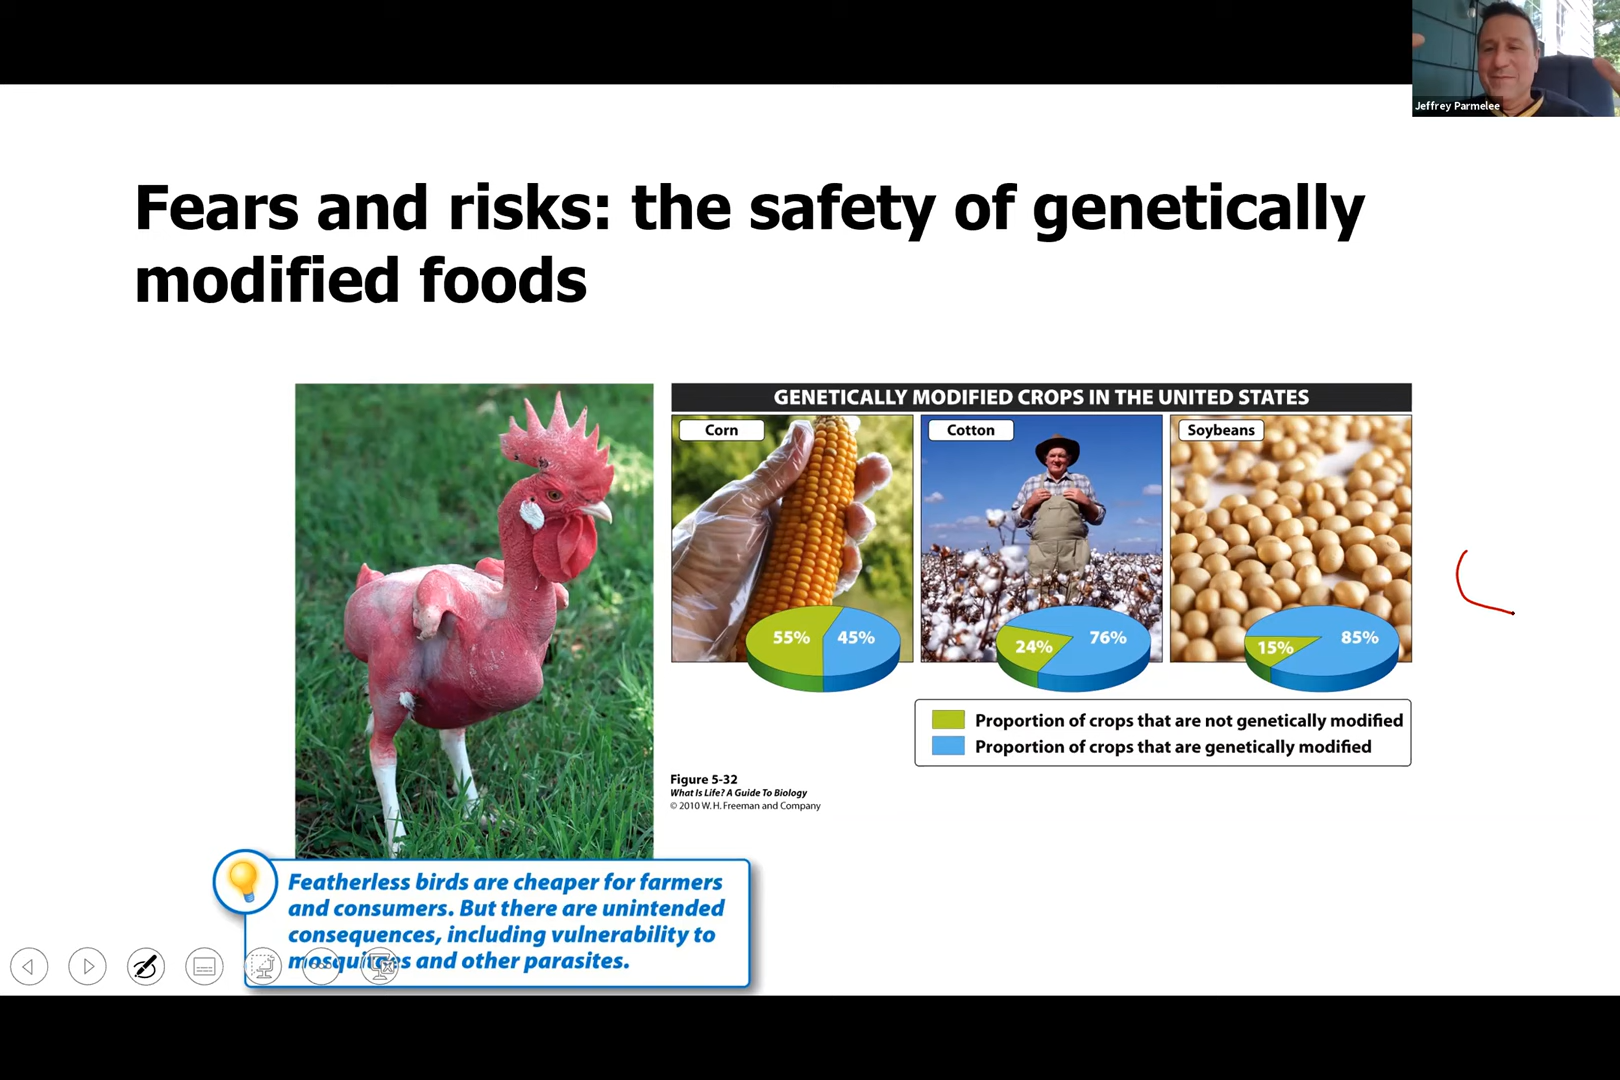 Jeffrey Parmelee
Fears and risks: the safety of genetically
modified foods
GENETICALLY MODIFIED CROPS IN THE UNITED STATES
Corn
Cotton
Soybeans
55%
45%
24%
76%
15%
85%
Proportion of crops that are not genetically modified
Proportion of crops that are genetically modified
Figure 5-32
What Is Life? A Guide To Biology
© 2010 W. H. Freeman and Company
Featherless birds are cheaper for farmers
and consumers. But there are unintended
consequences, including vulnerability to
mosquitoes and other parasites.